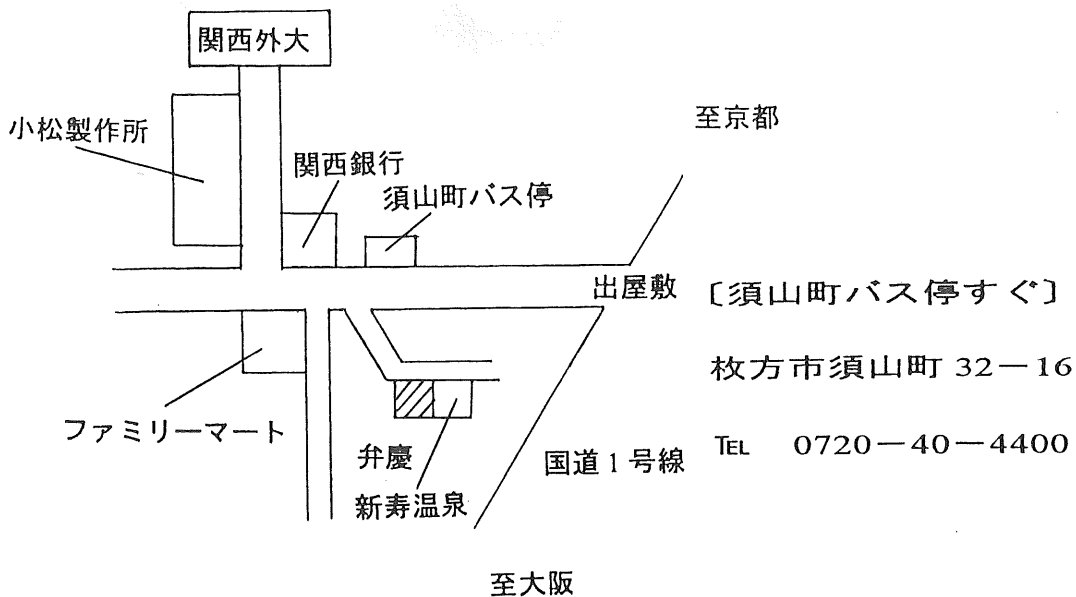 関西外大
至京都
小松製作所
関西銀行
須山町バス停
出屋敷
〔須山町バス停すぐ〕
枚方市須山町 32－16
ファミリーマート
弁慶
国道1号線
℡ 0720－40－4400
新寿温泉
至大阪